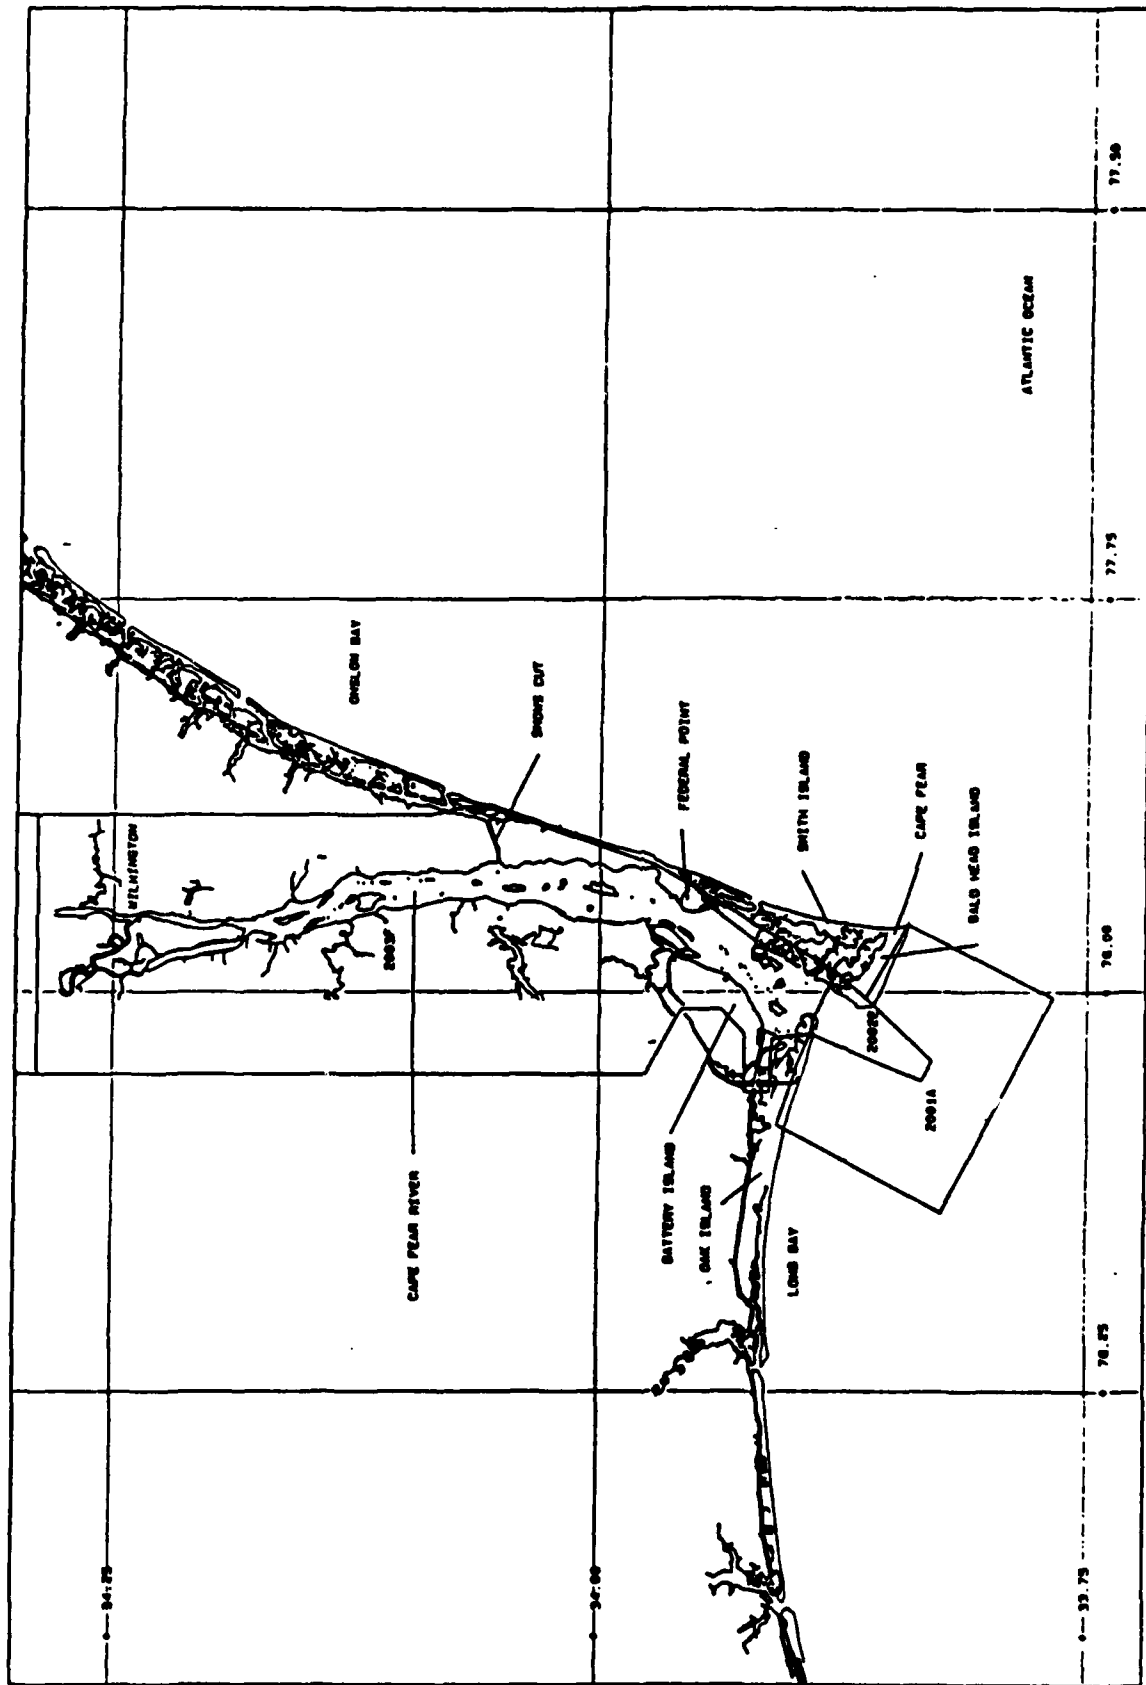 34.25
34.00
33.75
78.25
78.00
77.75
77.50
WILMINGTON
2003F
CAPE FEAR RIVER
ONSLOW BAY
SNOWS CUT
FEDERAL POINT
SMITH ISLAND
CAPE FEAR
BALD HEAD ISLAND
BATTERY ISLAND
OAK ISLAND
LONG BAY
2001A
ATLANTIC OCEAN